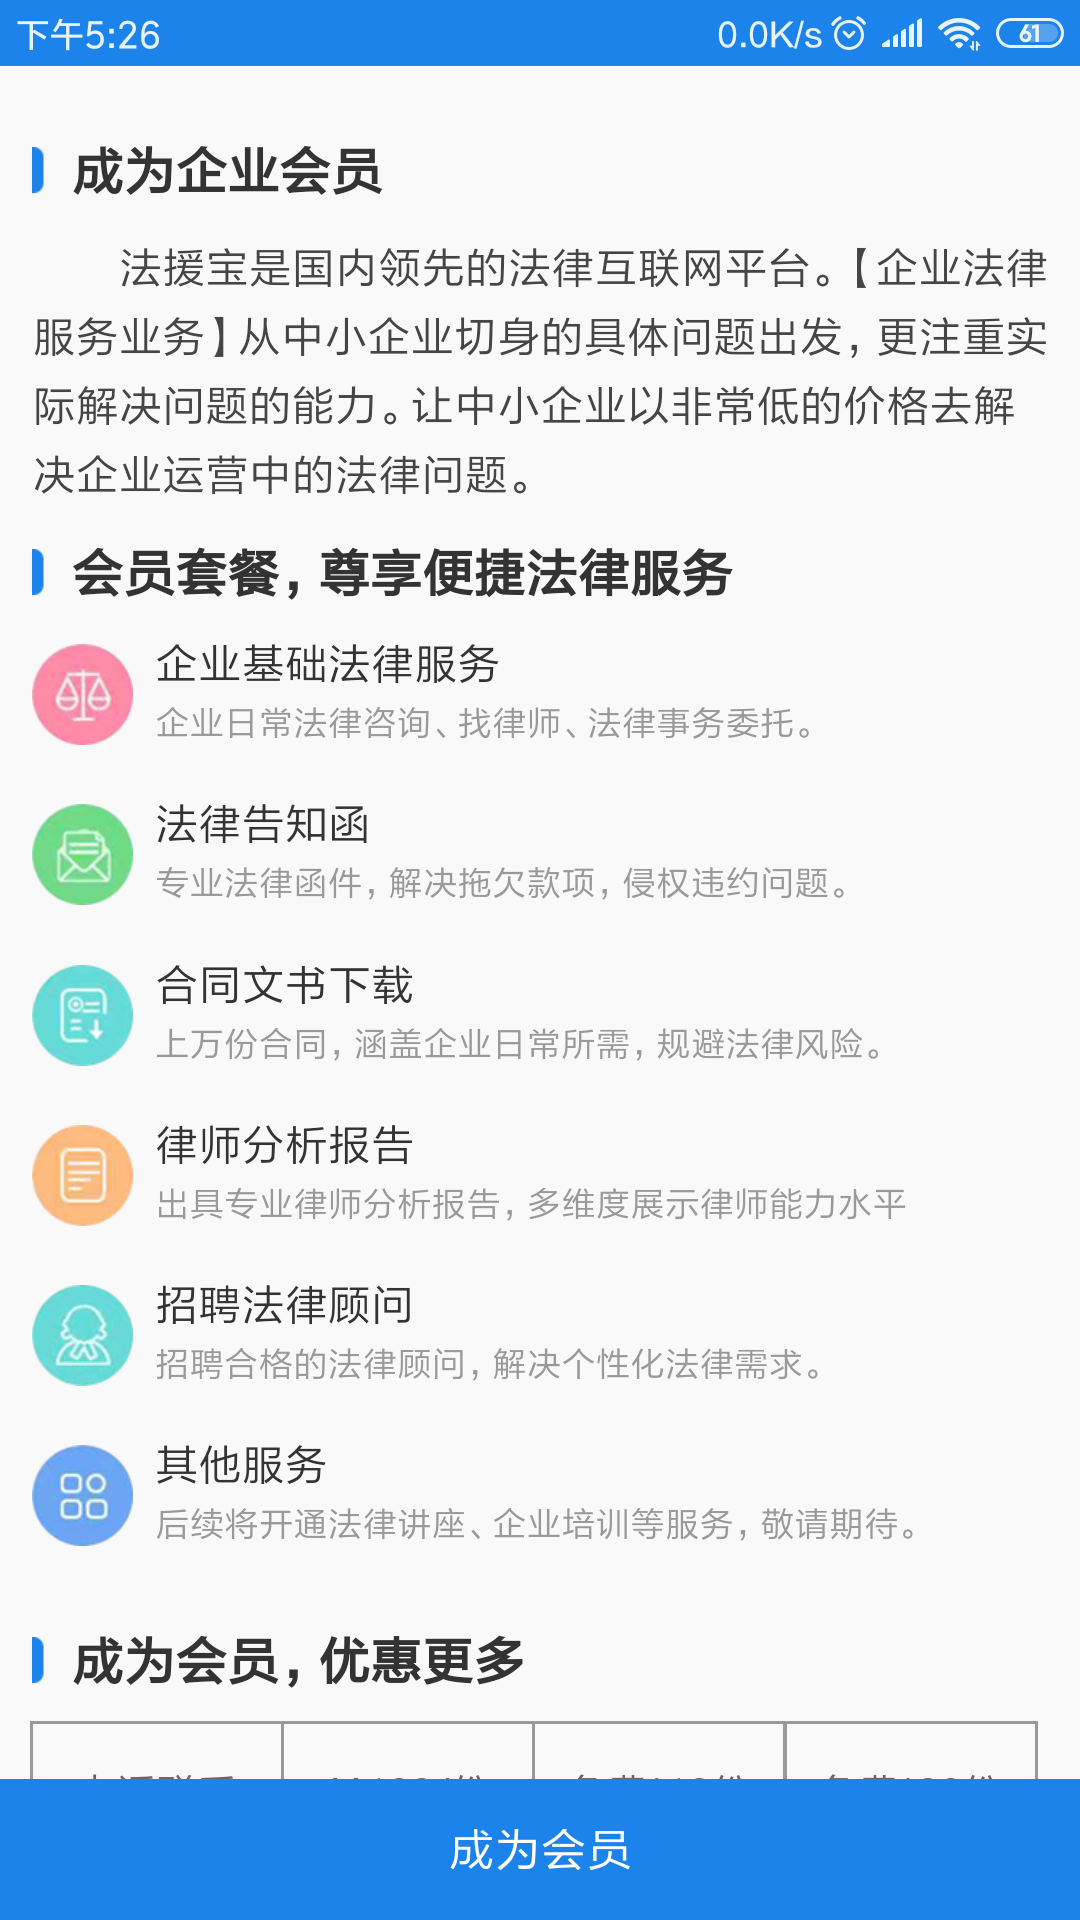 下午5:26
0.0K/s
61
成为企业会员
法援宝是国内领先的法律互联网平台。【企业法律
服务业务】从中小企业切身的具体问题出发，更注重实
际解决问题的能力。让中小企业以非常低的价格去解
决企业运营中的法律问题。
会员套餐，尊享便捷法律服务
企业基础法律服务
企业日常法律咨询、找律师、法律事务委托。
法律告知函
专业法律函件，解决拖欠款项，侵权违约问题。
合同文书下载
上万份合同，涵盖企业日常所需，规避法律风险。
律师分析报告
出具专业律师分析报告，多维度展示律师能力水平
招聘法律顾问
招聘合格的法律顾问，解决个性化法律需求。
其他服务
后续将开通法律讲座、企业培训等服务，敬请期待。
成为会员，优惠更多
成为会员